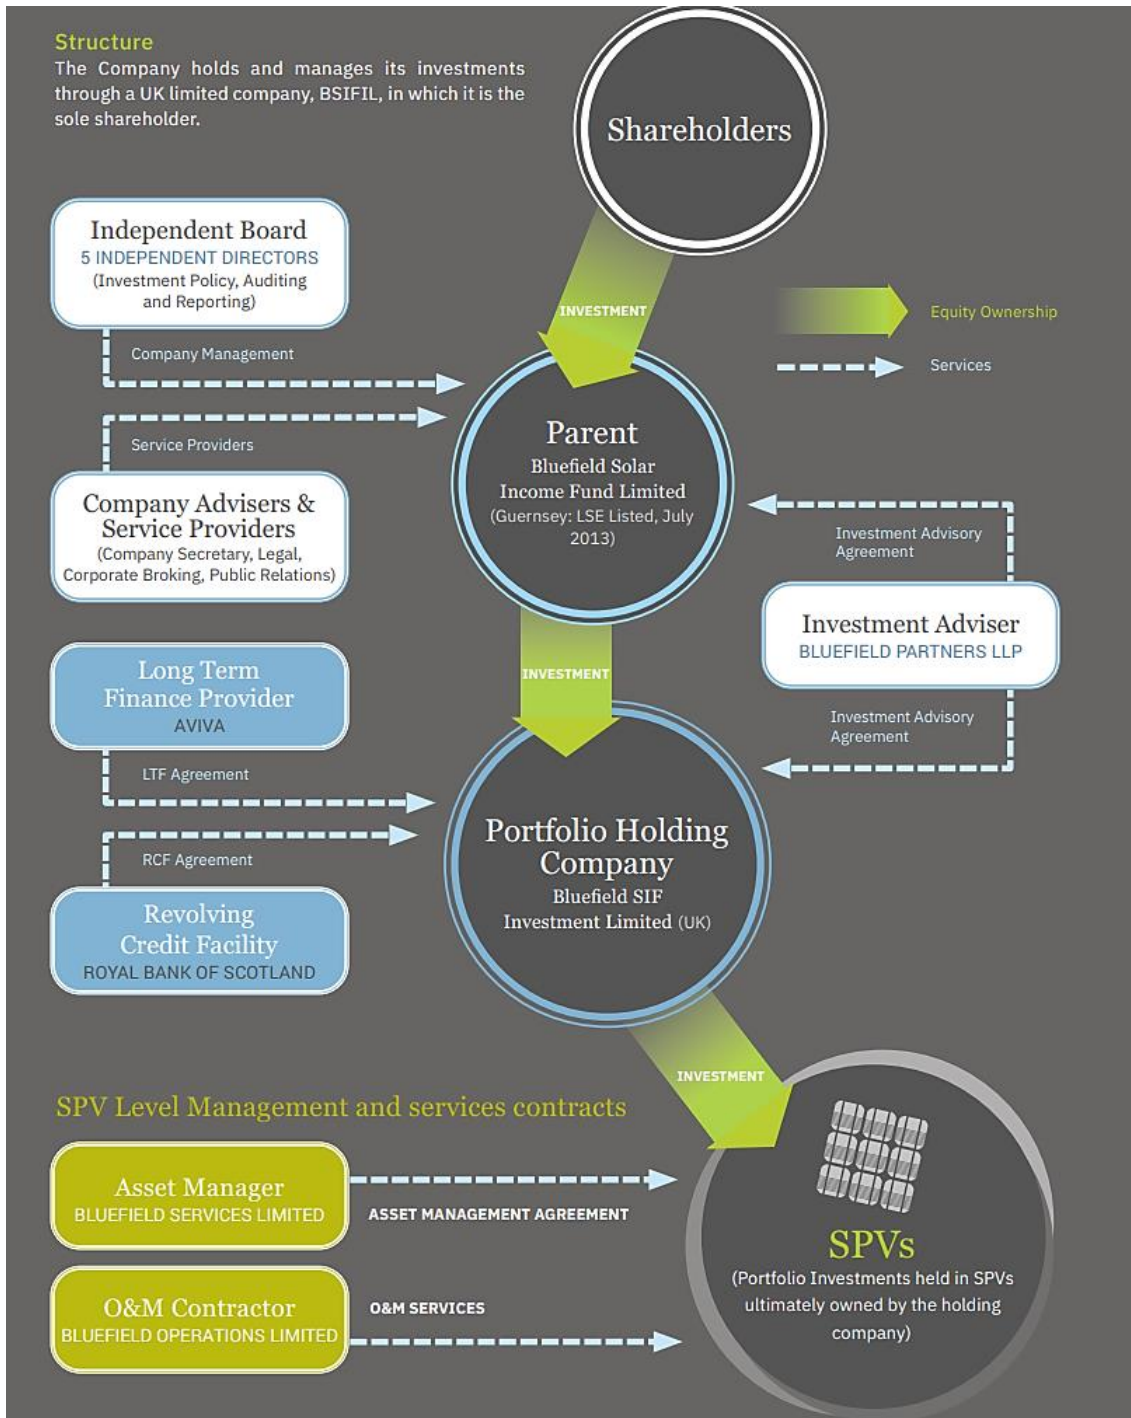 Structure
The Company holds and manages its investments
through a UK limited company, BSIFIL, in which it is the
sole shareholder.
Shareholders
Independent Board
5 INDEPENDENT DIRECTORS
(Investment Policy, Auditing
and Reporting)
INVESTMENT
Equity Ownership
Services
Company Management
Service Providers
Parent
Bluefield Solar
Income Fund Limited
(Guernsey: LSE Listed, July
2013)
Company Advisers &
Service Providers
(Company Secretary, Legal,
Corporate Broking, Public Relations)
Investment Advisory
Agreement
Investment Adviser
BLUEFIELD PARTNERS LLP
Investment Advisory
Agreement
INVESTMENT
Long Term
Finance Provider
AVIVA
LTF Agreement
RCF Agreement
Revolving
Credit Facility
ROYAL BANK OF SCOTLAND
Portfolio Holding
Company
Bluefield SIF
Investment Limited (UK)
INVESTMENT
SPV Level Management and services contracts
Asset Manager
BLUEFIELD SERVICES LIMITED
ASSET MANAGEMENT AGREEMENT
O&M Contractor
BLUEFIELD OPERATIONS LIMITED
O&M SERVICES
SPVs
(Portfolio Investments held in SPVs
ultimately owned by the holding
company)